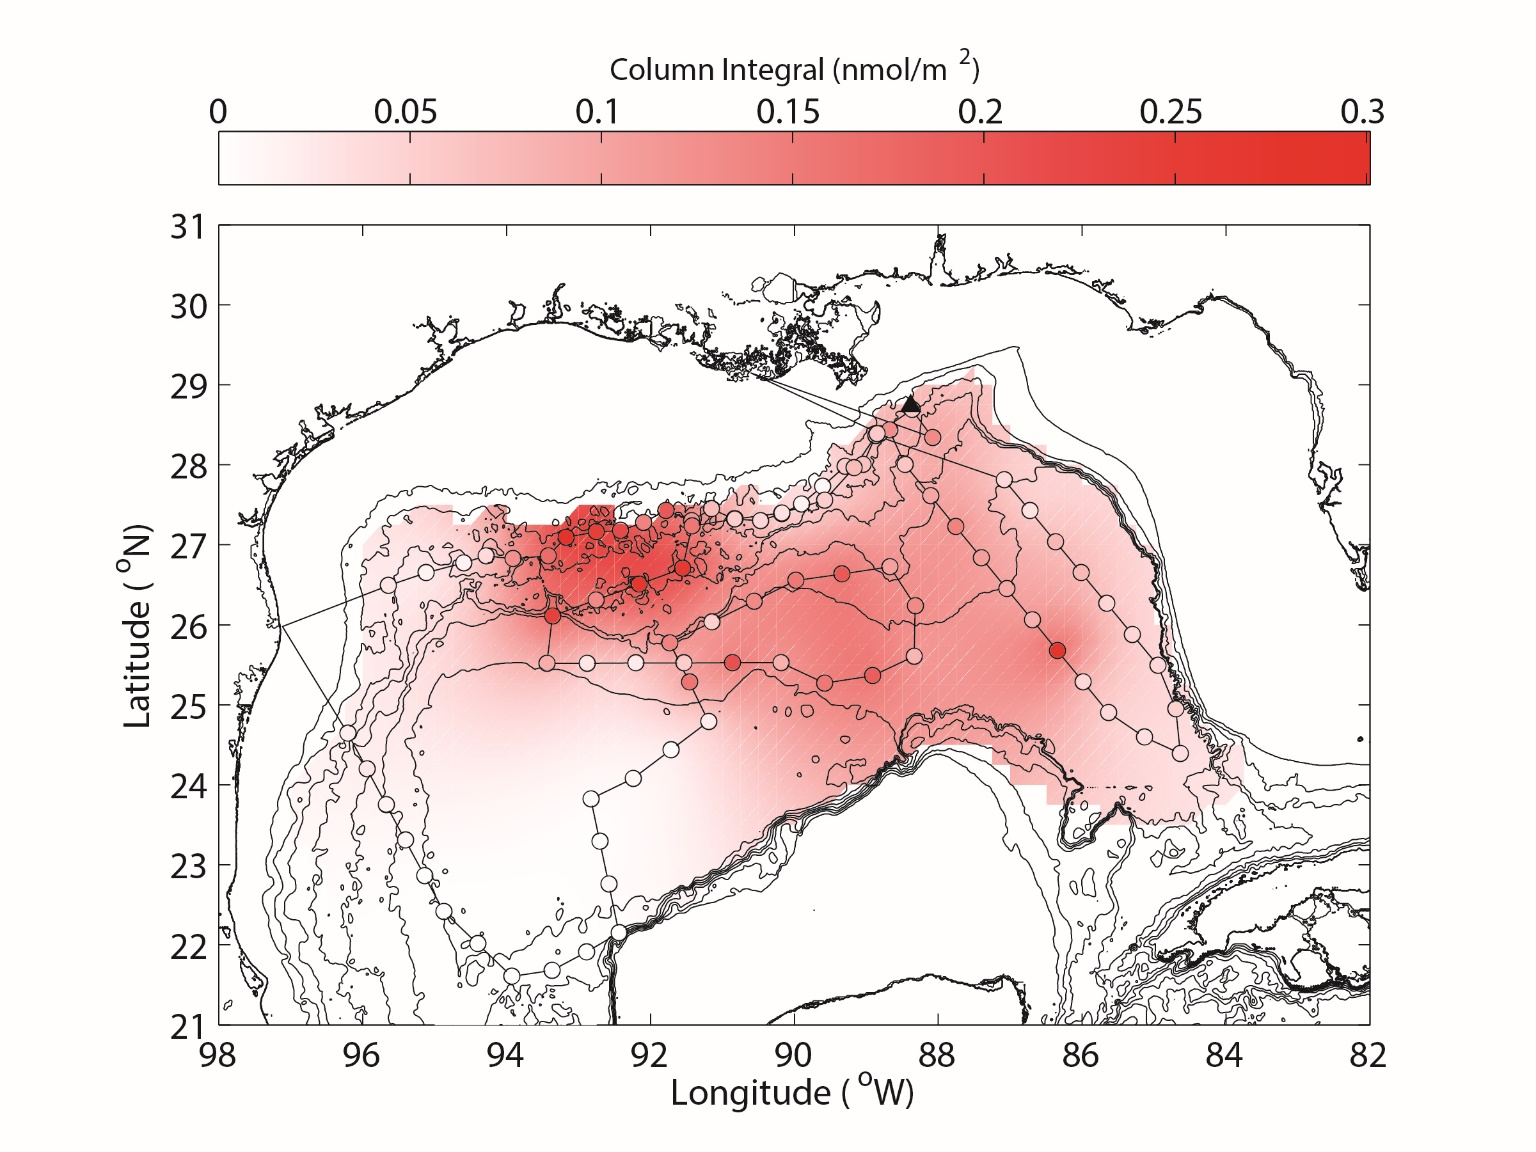 Column Integral (nmol/m 2)
0 0.05 0.1 0.15 0.2 0.25 0.3
31
30
29
28
27
26
25
24
23
22
21
Latitude ( oN)
98 96 94 92 90 88 86 84 82
Longitude ( oW)